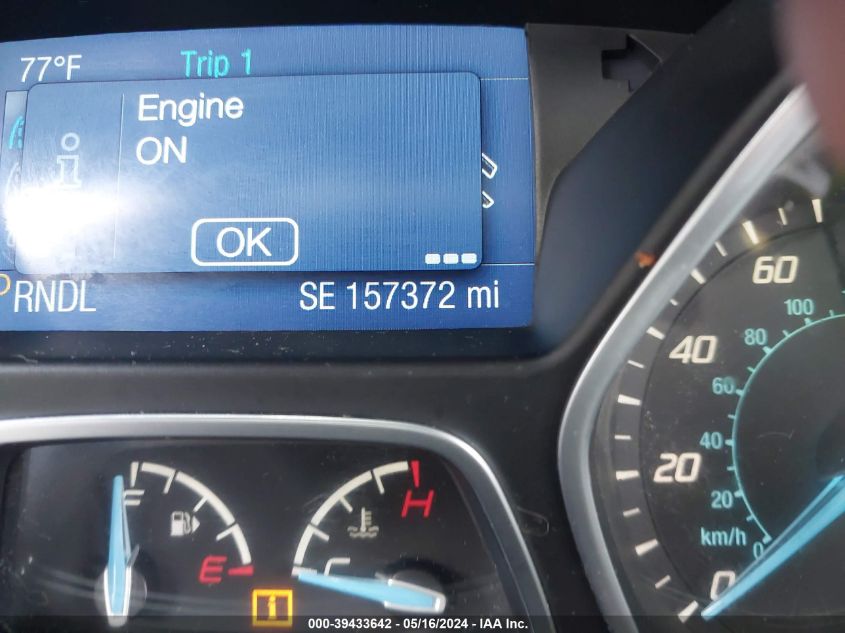 77°F Trip 1
Engine
ON
OK
RNDL SE 157372 mi
60
100
80
40
60
40
20
20
km/h
0
0
F H
E C
000-39433642 - 05/16/2024 - IAA Inc.